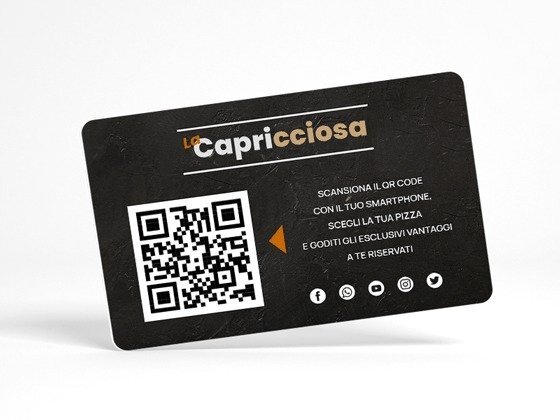 La Capricciosa
SCANSIONA IL QR CODE
CON IL TUO SMARTPHONE,
SCEGLI LA TUA PIZZA
E GODITI GLI ESCLUSIVI VANTAGGI
A TE RISERVATI